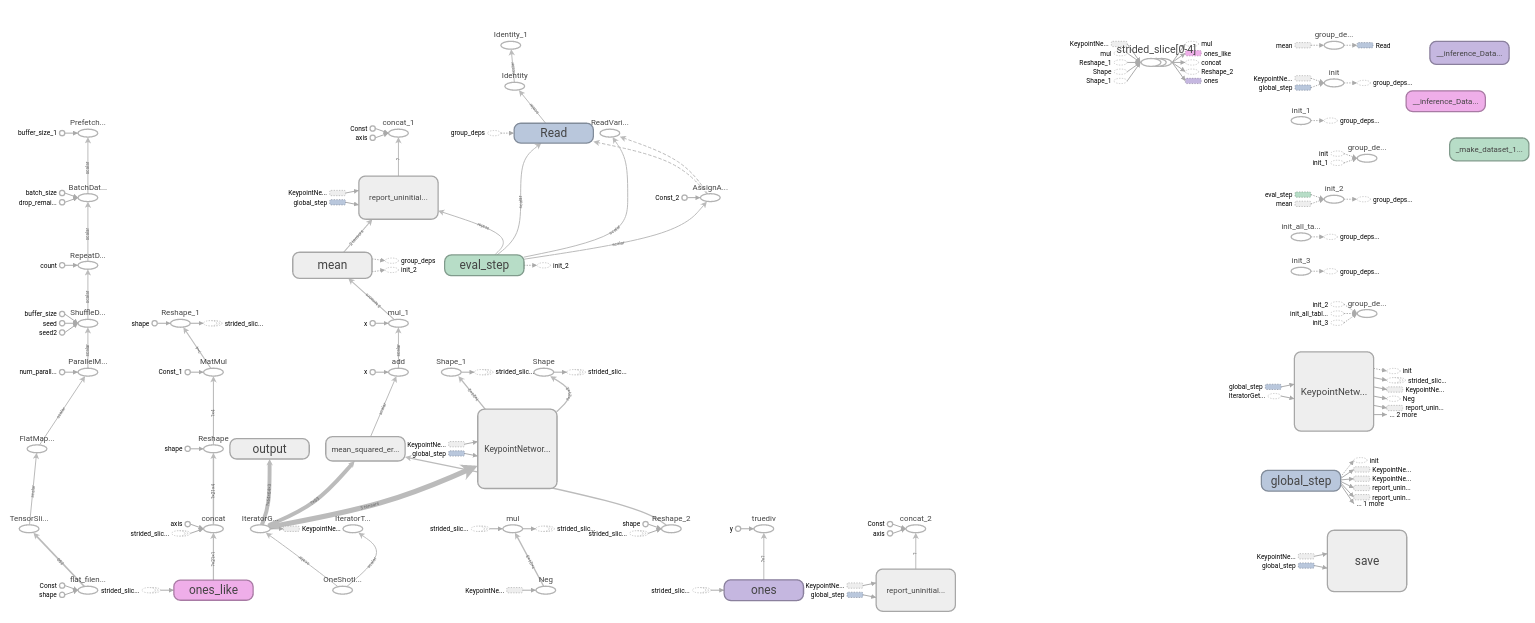 Identity_1
Identity
Prefetch...
buffer_size_1
concat_1
Const
axis
group_deps
Read
ReadVari...
BatchDat...
batch_size
drop_remai...
KeypointNe...
global_step
report_uninitial...
Const_2
AssignA...
RepeatD...
count
mean
group_deps
init_2
eval_step
init_2
ShuffleD...
buffer_size
seed
seed2
Reshape_1
shape
strided_slic...
mul_1
x
ParallelM...
num_parall...
MatMul
Const_1
add
x
Shape_1
strided_slic...
Shape
strided_slic...
FlatMap...
Reshape
shape
output
mean_squared_er...
KeypointNe...
global_step
KeypointNetwor...
TensorSli...
concat
axis
strided_slic...
IteratorG...
KeypointNe...
IteratorT...
mul
strided_slic...
strided_slic...
Reshape_2
shape
strided_slic...
truediv
y
concat_2
Const
axis
flat_filen...
Const
shape
strided_slic...
ones_like
OneShotI...
Neg
KeypointNe...
strided_slic...
ones
KeypointNe...
global_step
report_uninitial...
strided_slice[0-4]
KeypointNe...
mul
Reshape_1
Shape
Shape_1
mul
ones_like
concat
Reshape_2
ones
group_de...
mean
Read
__inference_Data...
init
KeypointNe...
global_step
group_deps...
__inference_Data...
init_1
group_deps...
group_de...
init
init_1
_make_dataset_1...
init_2
eval_step
mean
group_deps...
init_all_ta...
group_deps...
init_3
group_deps...
group_de...
init_2
init_all_tabl...
init_3
global_step
IteratorGet...
KeypointNetw...
init
strided_slic...
KeypointNe...
Neg
report_unin...
... 2 more
global_step
init
KeypointNe...
KeypointNe...
report_unin...
report_unin...
... 1 more
KeypointNe...
global_step
save